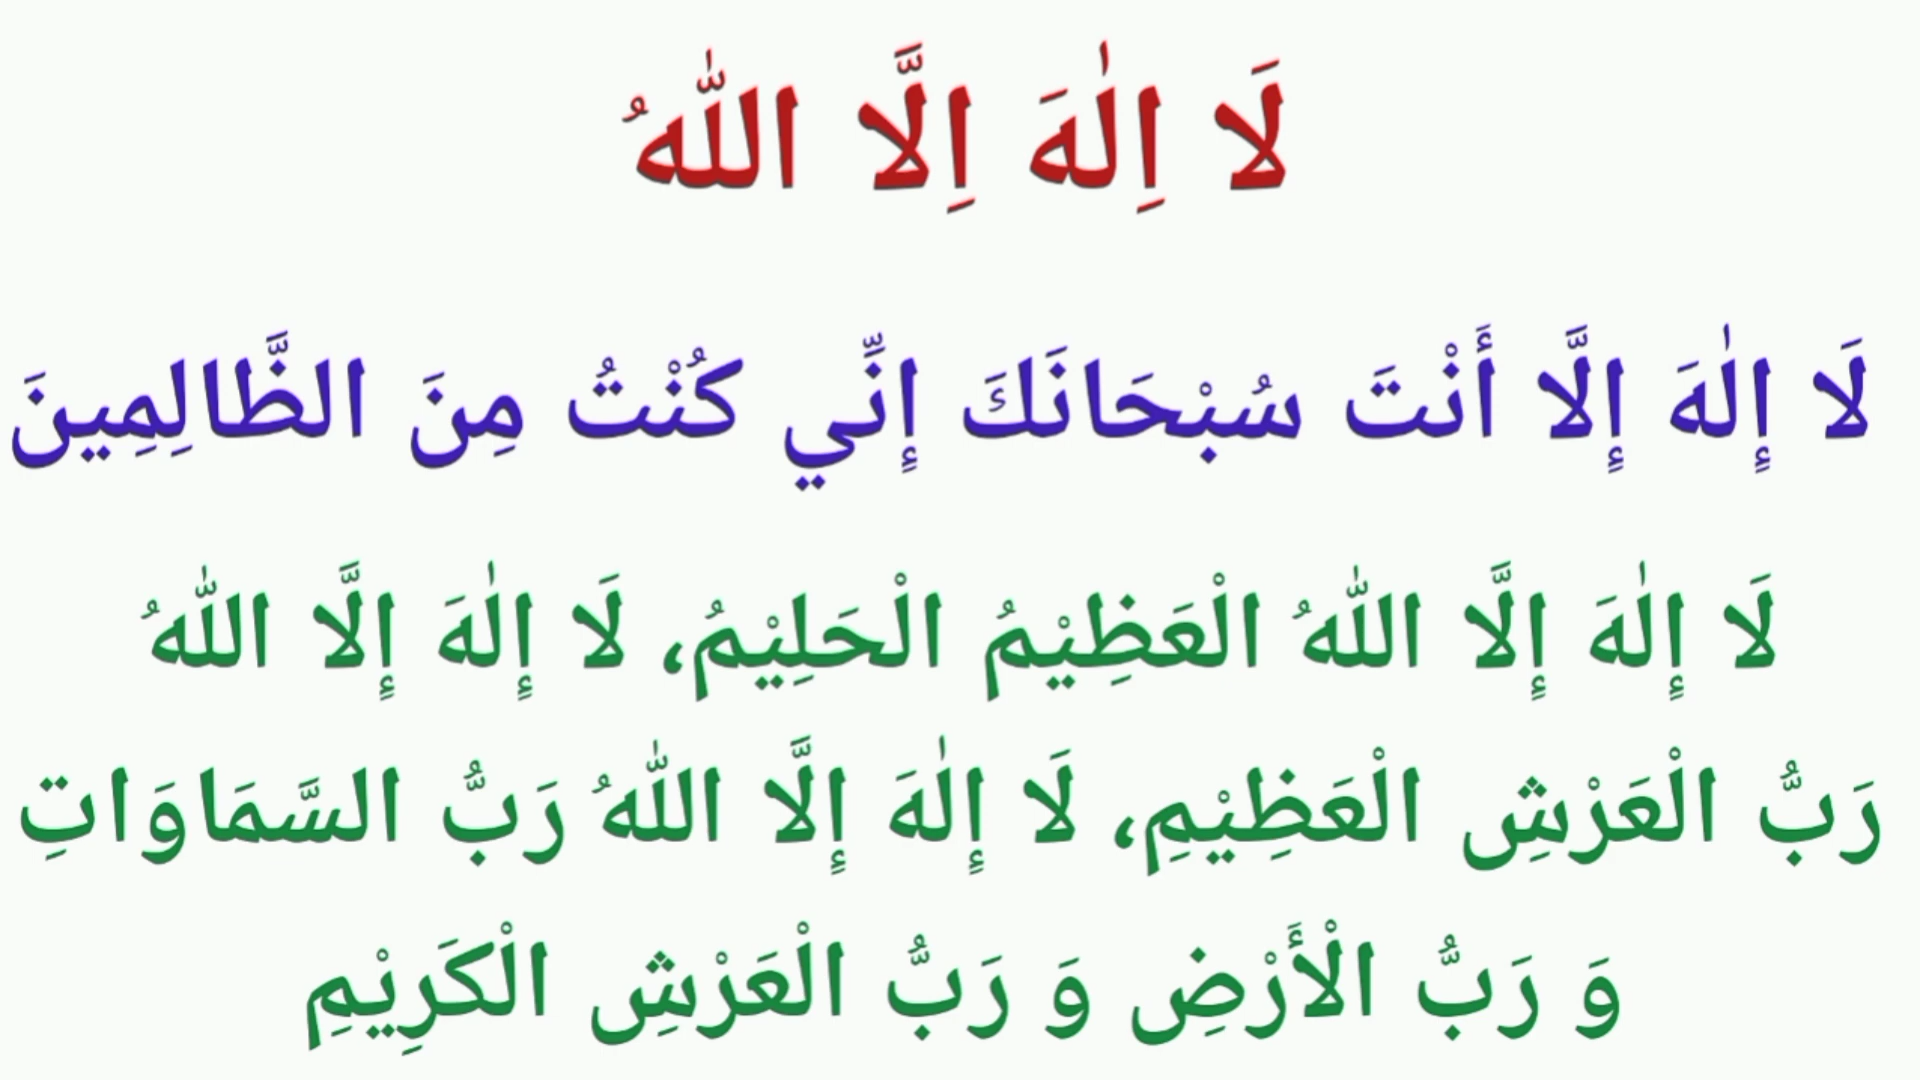 لَا اِلٰهَ اِلَّا اللّٰهُ
لَا إِلٰهَ إِلَّا أَنْتَ سُبْحَانَكَ إِنِّي كُنْتُ مِنَ الظَّالِمِينَ
لَا إِلٰهَ إِلَّا اللّٰهُ الْعَظِيْمُ الْحَلِيْمُ، لَا إِلٰهَ إِلَّا اللّٰهُ
رَبُّ الْعَرْشِ الْعَظِيْمِ، لَا إِلٰهَ إِلَّا اللّٰهُ رَبُّ السَّمَاوَاتِ
وَ رَبُّ الْأَرْضِ وَ رَبُّ الْعَرْشِ الْكَرِيْمِ